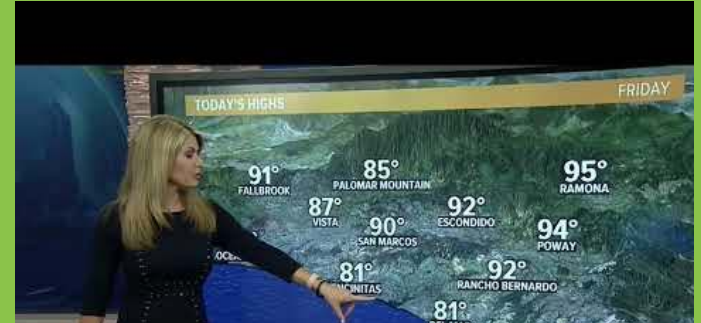 TODAY'S HIGHS
FRIDAY
91°
FALLBROOK
85°
PALOMAR MOUNTAIN
95°
RAMONA
87°
VISTA
92°
ESCONDIDO
90°
SAN MARCOS
94°
POWAY
81°
92°
RANCHO BERNARDO
81°